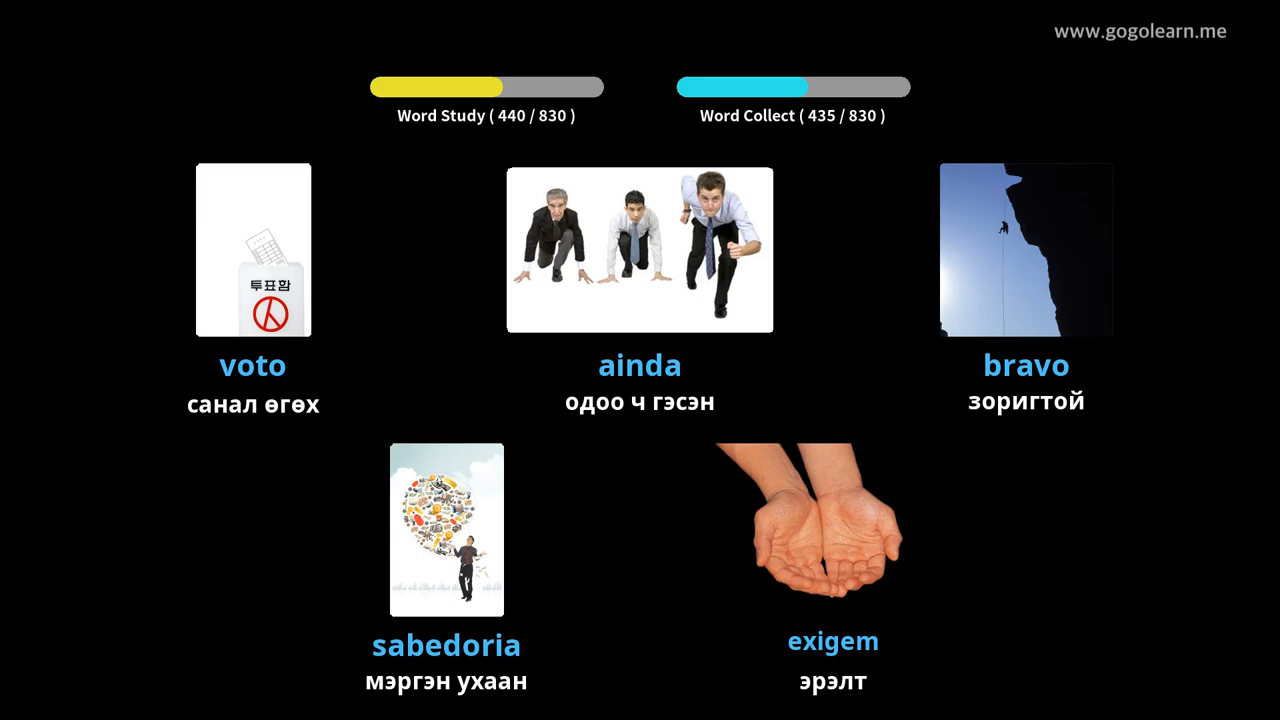 www.gogolearn.me
Word Study ( 440 / 830 )
Word Collect ( 435 / 830 )
투표함
voto
санал өгөх
ainda
одоо ч гэсэн
bravo
зоригтой
sabedoria
мэргэн ухаан
exigem
эрэлт